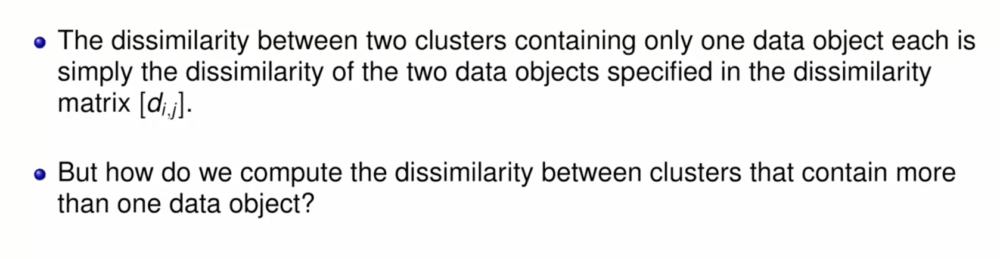 • The dissimilarity between two clusters containing only one data object each is
simply the dissimilarity of the two data objects specified in the dissimilarity
matrix [d_{i,j}].
• But how do we compute the dissimilarity between clusters that contain more
than one data object?